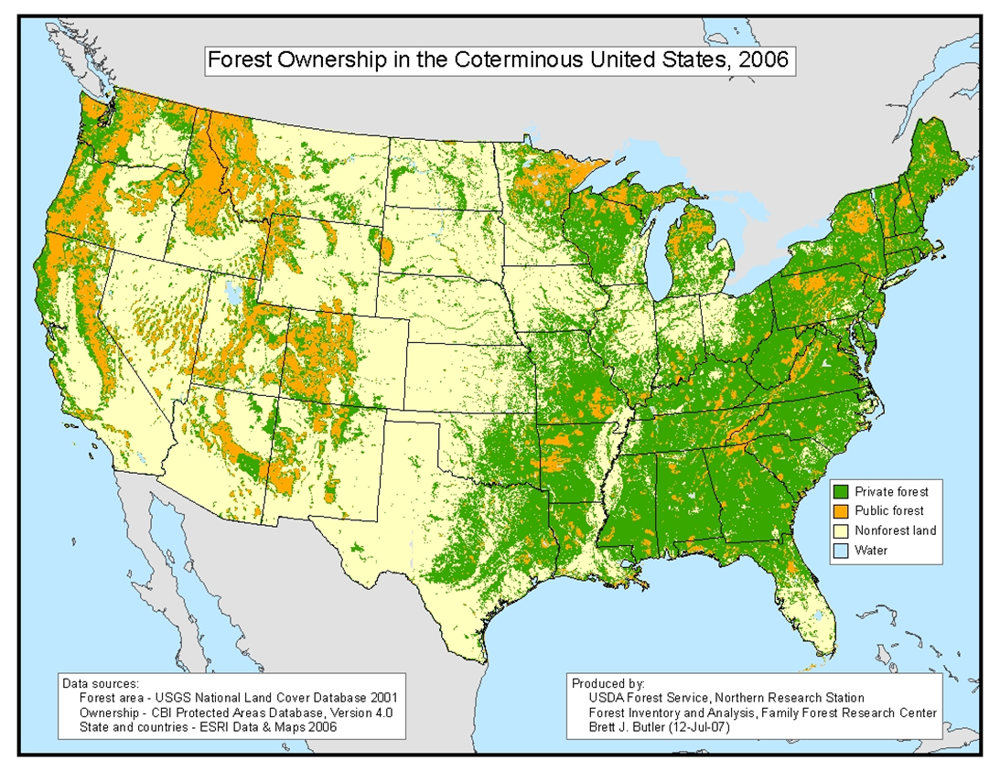 Forest Ownership in the Coterminous United States, 2006
Private forest
Public forest
Nonforest land
Water
Data sources:
Forest area - USGS National Land Cover Database 2001
Ownership - CBI Protected Areas Database, Version 4.0
State and countries - ESRI Data & Maps 2006
Produced by:
USDA Forest Service, Northern Research Station
Forest Inventory and Analysis, Family Forest Research Center
Brett J. Butler (12-Jul-07)